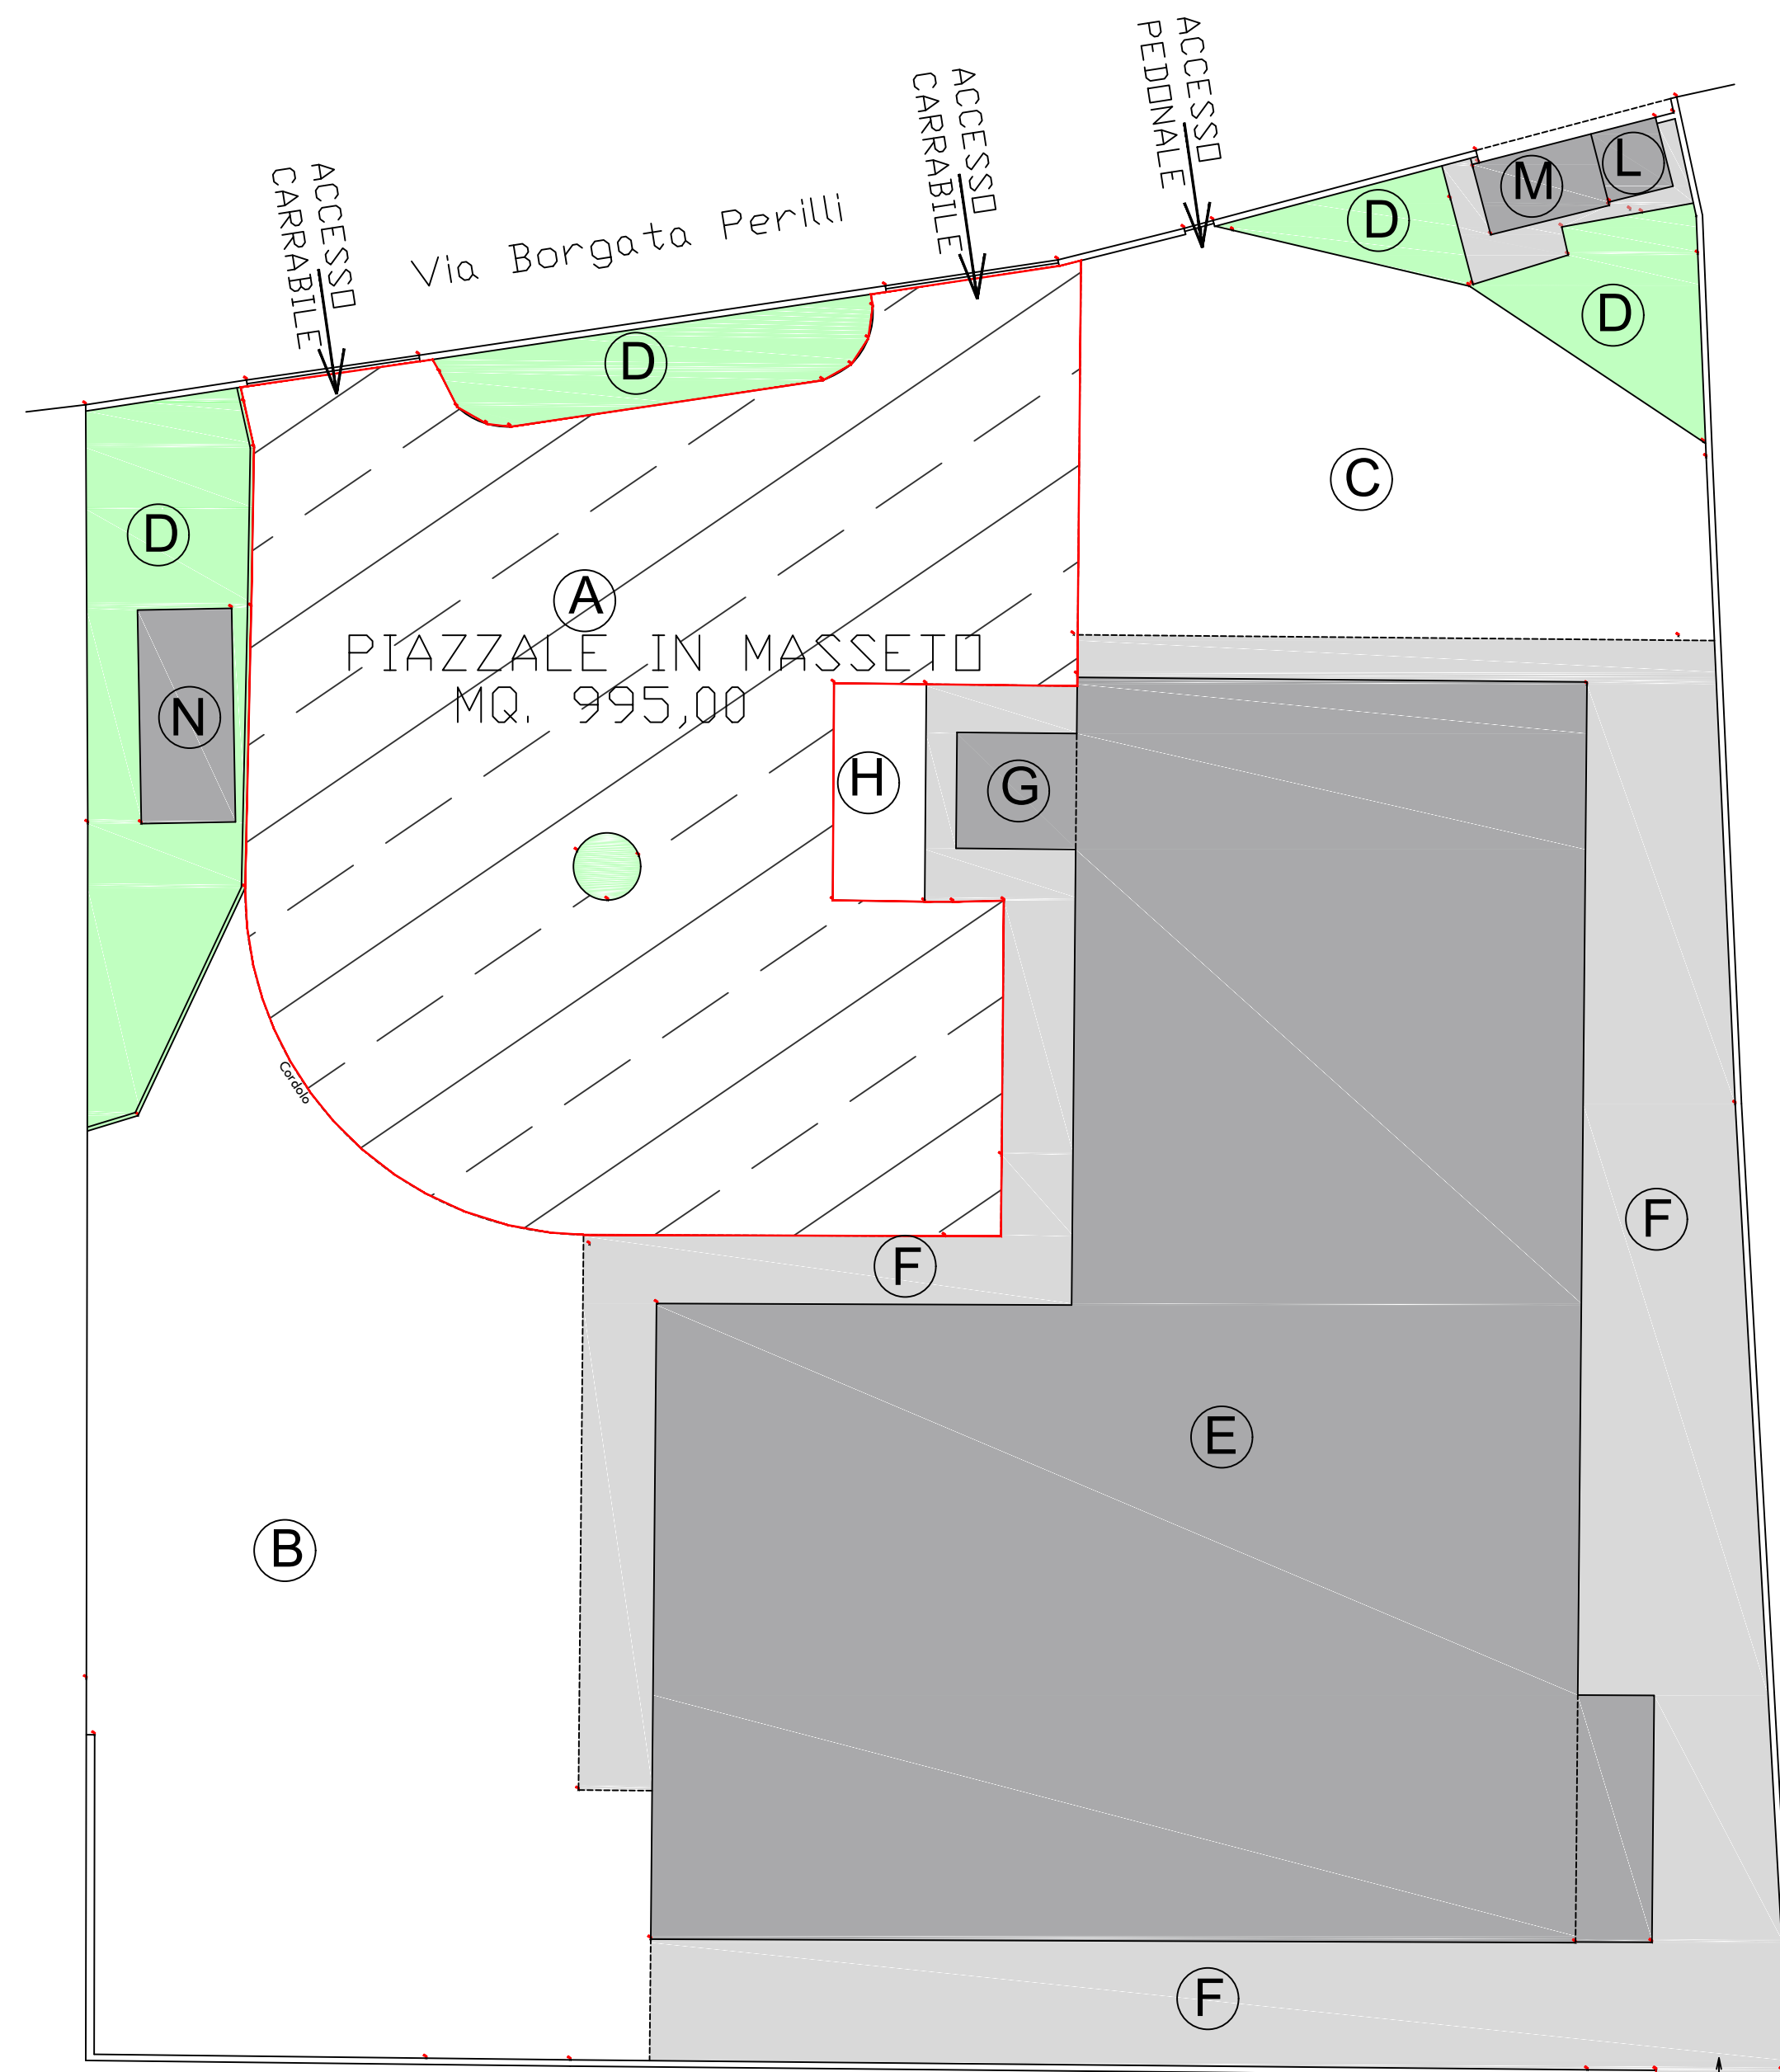 ACCESSO
PEDONALE
ACCESSO
CARRABILE
ACCESSO
CARRABILE
Via Borgata Perilli
L
M
D
D
D
C
D
A
PIAZZALE IN MASSETO
MQ. 995,00
N
H
G
Cordolo
F
F
E
B
F